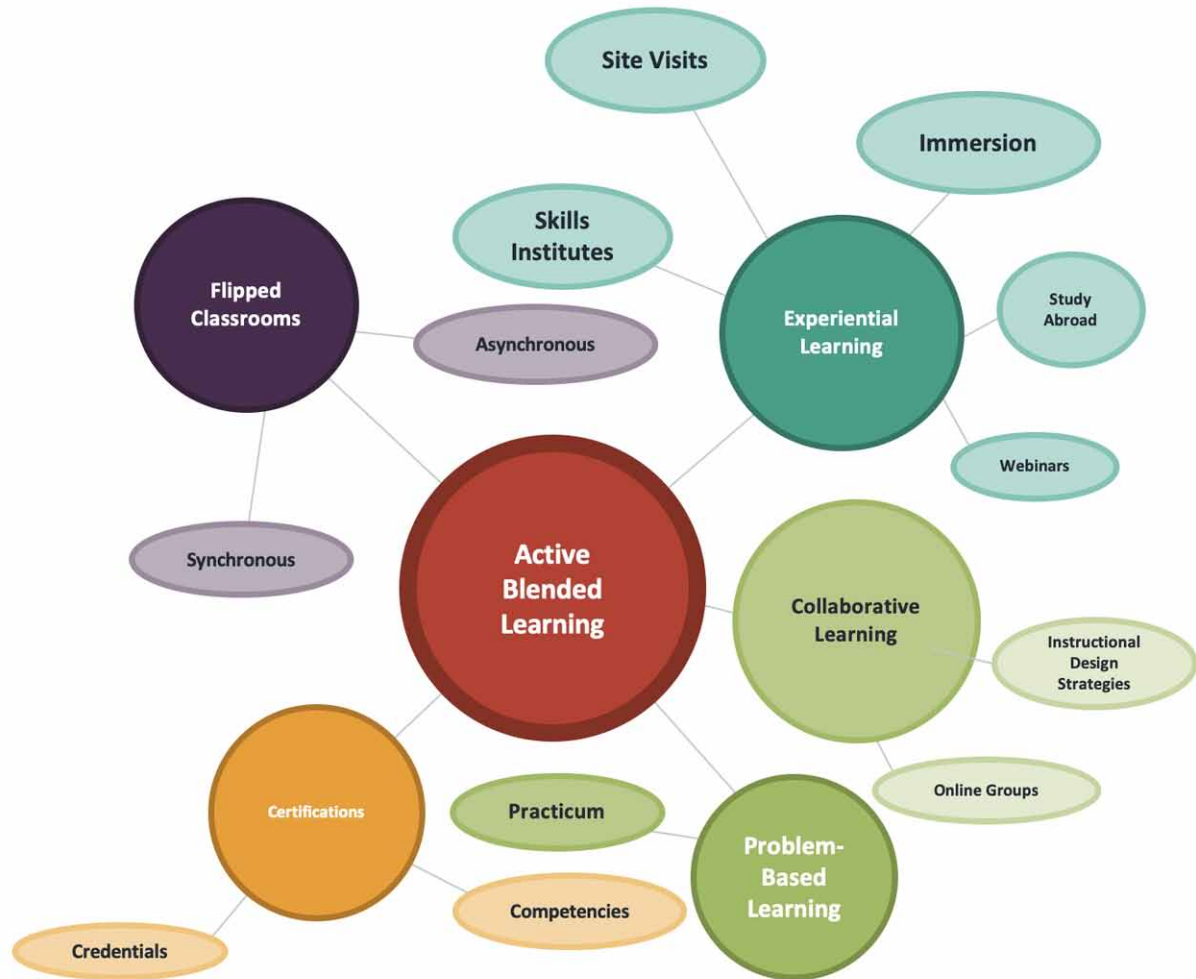 Site Visits
Immersion
Skills
Institutes
Flipped
Classrooms
Study
Abroad
Experiential
Learning
Asynchronous
Webinars
Synchronous
Active
Blended
Learning
Collaborative
Learning
Instructional
Design
Strategies
Online Groups
Certifications
Practicum
Problem-
Based
Learning
Competencies
Credentials